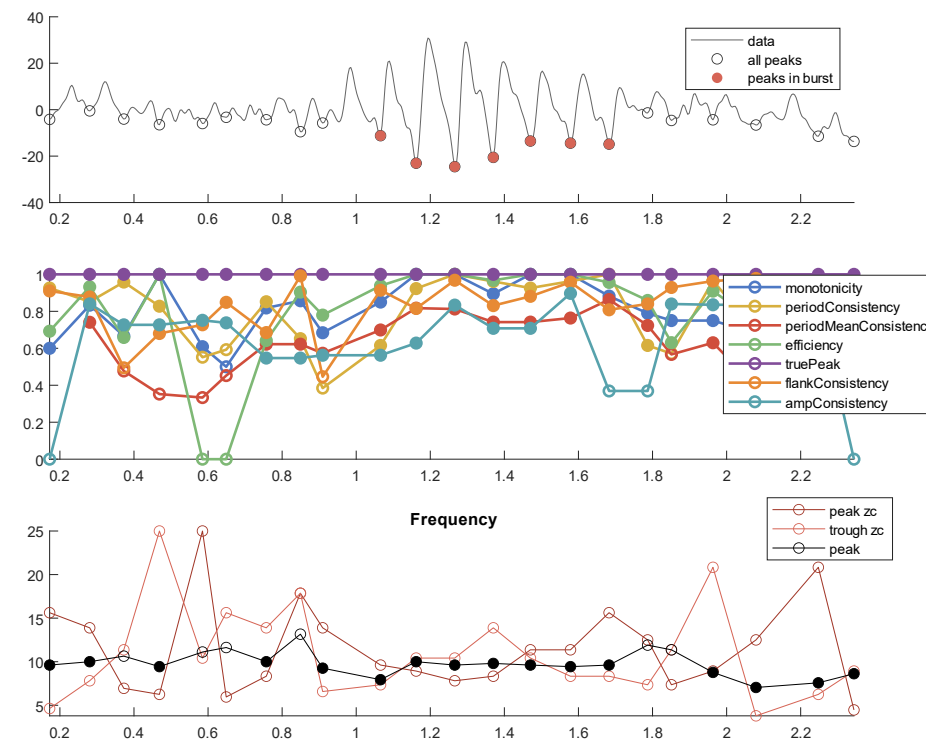 40
20
0
-20
-40
data
all peaks
peaks in burst
0.2 0.4 0.6 0.8 1 1.2 1.4 1.6 1.8 2 2.2
1
0.8
0.6
0.4
0.2
0
monotonicity
periodConsistency
periodMeanConsistenc
efficiency
truePeak
flankConsistency
ampConsistency
0.2 0.4 0.6 0.8 1 1.2 1.4 1.6 1.8 2 2.2
Frequency
25
20
15
10
5
peak zc
trough zc
peak
0.2 0.4 0.6 0.8 1 1.2 1.4 1.6 1.8 2 2.2